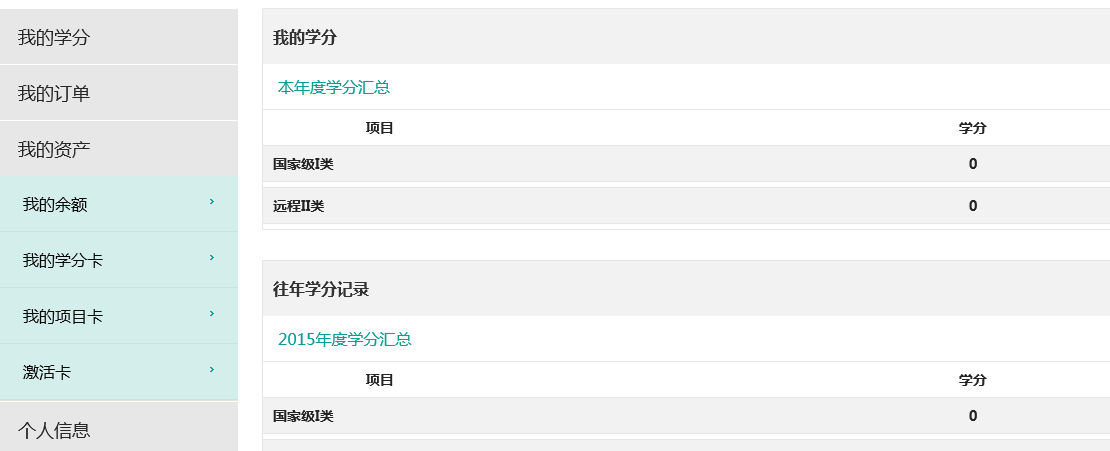 我的学分
我的订单
我的资产
我的余额
我的学分卡
我的项目卡
激活卡
个人信息
我的学分
本年度学分汇总
项目 学分
国家级I类 0
远程II类 0
往年学分记录
2015年度学分汇总
项目 学分
国家级I类 0